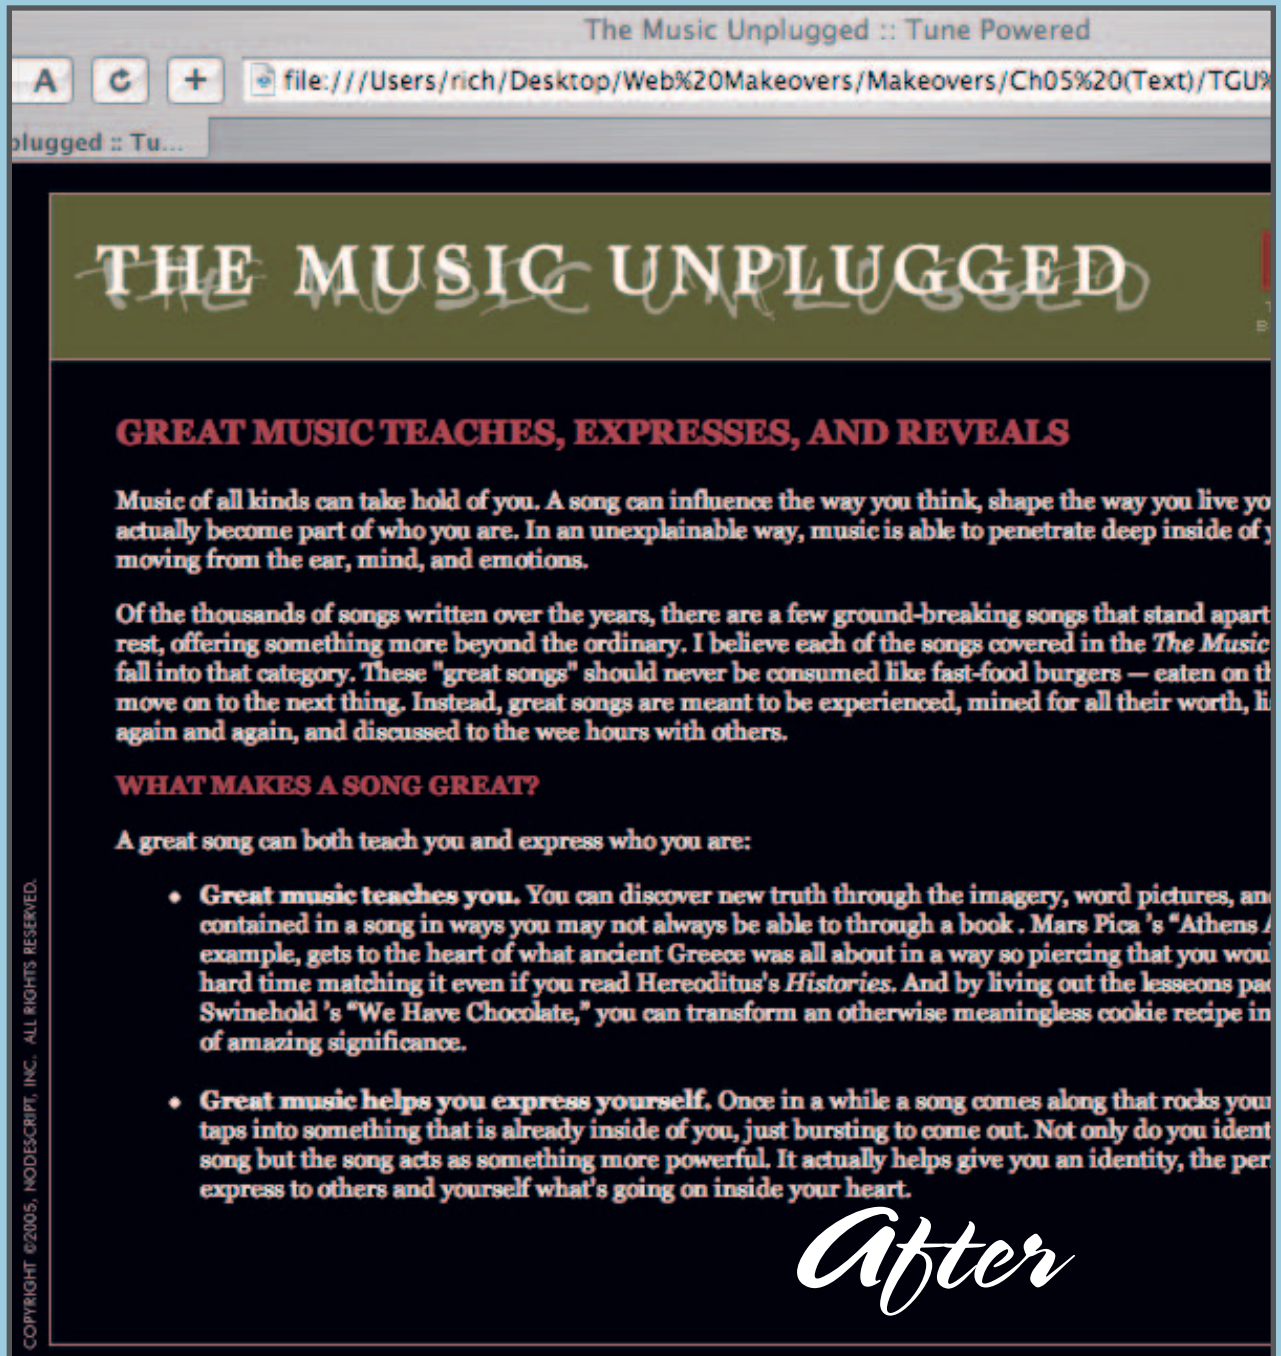 The Music Unplugged :: Tune Powered
A
file:///Users/rich/Desktop/Web%20Makeovers/Makeovers/Ch05%20(Text)/TGU%
plugged :: Tu...
THE MUSIC UNPLUGGED
THE MUSIC UNPLUGGED
GREAT MUSIC TEACHES, EXPRESSES, AND REVEALS
Music of all kinds can take hold of you. A song can influence the way you think, shape the way you live yo
actually become part of who you are. In an unexplainable way, music is able to penetrate deep inside of y
moving from the ear, mind, and emotions.
Of the thousands of songs written over the years, there are a few ground-breaking songs that stand apart
rest, offering something more beyond the ordinary. I believe each of the songs covered in the The Music
fall into that category. These "great songs" should never be consumed like fast-food burgers — eaten on th
move on to the next thing. Instead, great songs are meant to be experienced, mined for all their worth, li
again and again, and discussed to the wee hours with others.
WHAT MAKES A SONG GREAT?
A great song can both teach you and express who you are:
• Great music teaches you. You can discover new truth through the imagery, word pictures, an
contained in a song in ways you may not always be able to through a book . Mars Pica 's “Athens A
example, gets to the heart of what ancient Greece was all about in a way so piercing that you woul
hard time matching it even if you read Hereoditus's Histories. And by living out the lesseons pac
Swinehold 's “We Have Chocolate,” you can transform an otherwise meaningless cookie recipe in
of amazing significance.
• Great music helps you express yourself. Once in a while a song comes along that rocks your
taps into something that is already inside of you, just bursting to come out. Not only do you ident
song but the song acts as something more powerful. It actually helps give you an identity, the per
express to others and yourself what's going on inside your heart.
After
COPYRIGHT ©2005, NODESCRIPT, INC. ALL RIGHTS RESERVED.